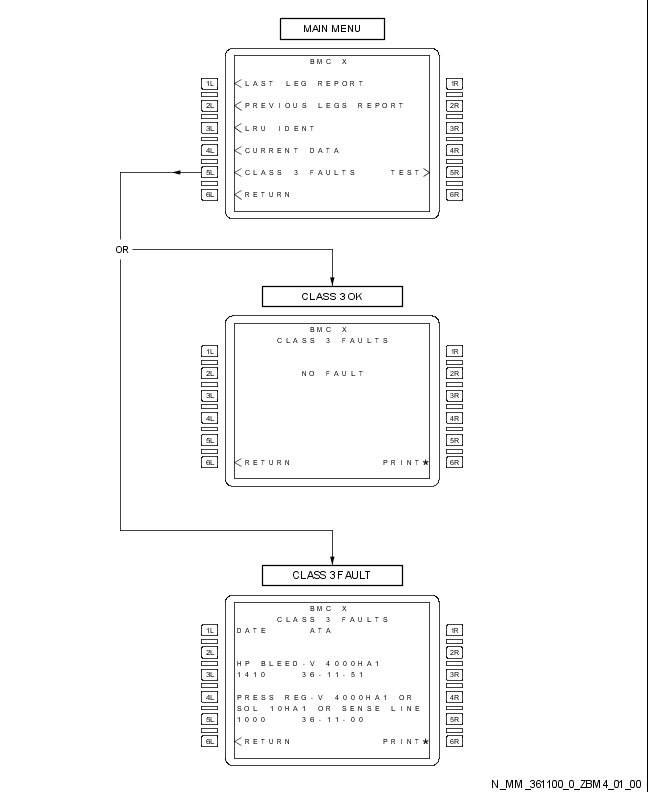 MAIN MENU
BMC X
1L <LAST LEG REPORT 1R
2L <PREVIOUS LEGS REPORT 2R
3L <LRU IDENT 3R
4L <CURRENT DATA 4R
5L <CLASS 3 FAULTS TEST> 5R
6L <RETURN 6R
OR
CLASS 3 OK
BMC X
CLASS 3 FAULTS
1L 1R
2L NO FAULT 2R
3L 3R
4L 4R
5L 5R
6L <RETURN PRINT★ 6R
CLASS 3 FAULT
BMC X
CLASS 3 FAULTS
1L DATE ATA 1R
2L 2R
HP BLEED-V 4000HA1
3L 1410 36-11-51 3R
4L PRESS REG-V 4000HA1 OR 4R
SOL 10HA1 OR SENSE LINE
5L 1000 36-11-00 5R
6L <RETURN PRINT★ 6R
N_MM_361100_0_ZBM4_01_00